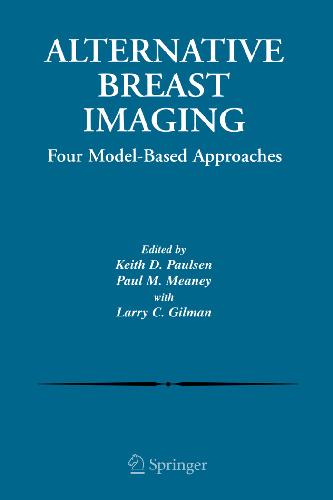 ALTERNATIVE
BREAST
IMAGING
Four Model-Based Approaches
Edited by
Keith D. Paulsen
Paul M. Meaney
with
Larry C. Gilman
Springer